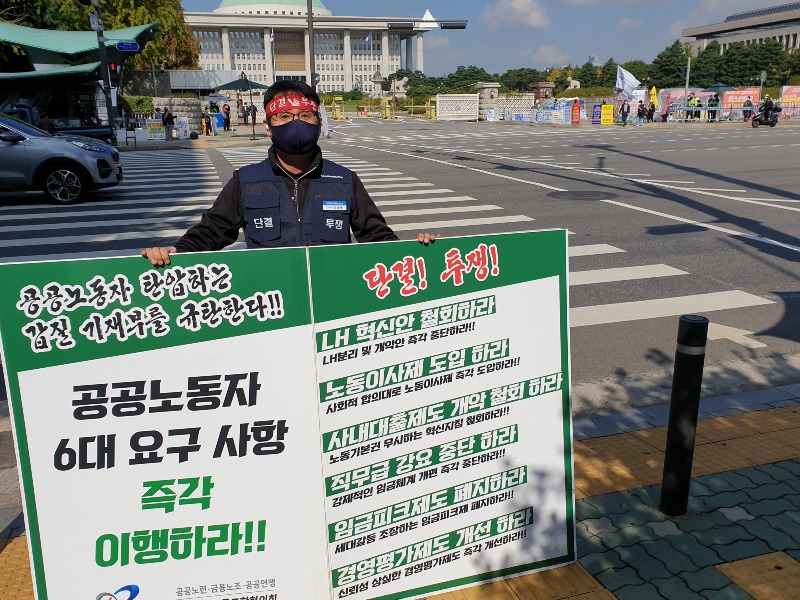 단결 투쟁
단결
투쟁
공공노동자 탄압하는
갑질 기재부를 규탄한다!!
공공노동자
6대 요구 사항
즉각
이행하라!!
공공노련·금융노조·공공연맹
단결! 투쟁!
LH 혁신안 철회하라
LH분리 및 개악안 즉각 중단하라!!
노동이사제 도입 하라
사회적 합의대로 노동이사제 즉각 도입하라!!
사내대출제도 개악 철회 하라
노동기본권 무시하는 혁신지침 철회하라!!
직무급 강요 중단 하라
강제적인 임금체계 개편 즉각 중단하라!!
임금피크제도 폐지하라
세대갈등 조장하는 임금피크제 폐지하라!!
경영평가제도 개선 하라
신뢰성 상실한 경영평가제도 즉각 개선하라!!